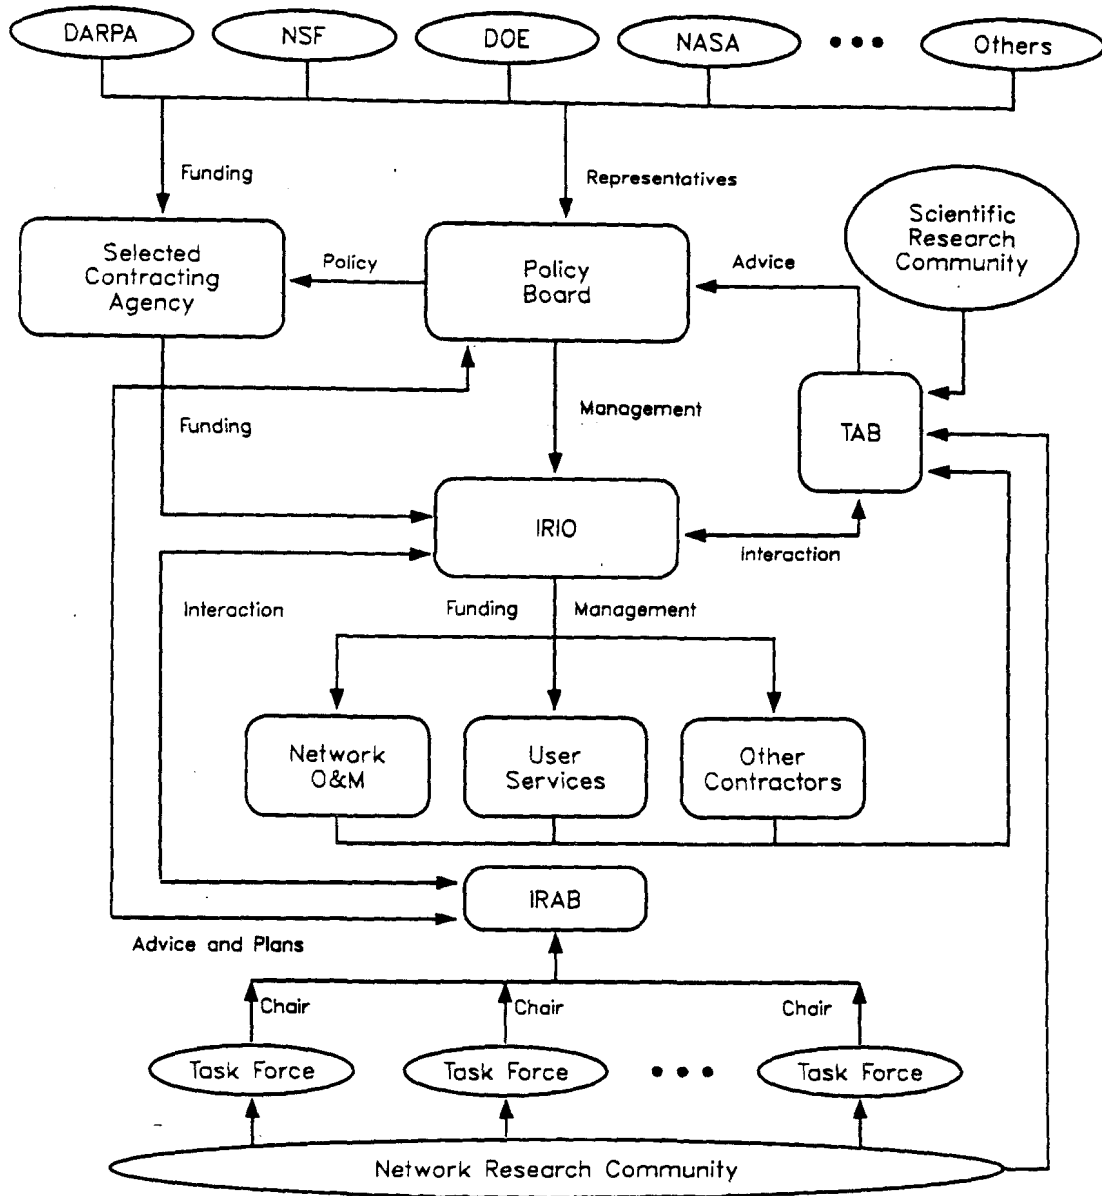 DARPA
NSF
DOE
NASA
• • •
Others
Funding
Representatives
Scientific
Research
Community
Selected
Contracting
Agency
Policy
Policy
Board
Advice
Funding
Management
TAB
IRIO
Interaction
Interaction
Funding
Management
Network
O&M
User
Services
Other
Contractors
IRAB
Advice and Plans
Chair
Chair
Chair
Task Force
Task Force
• • •
Task Force
Network Research Community